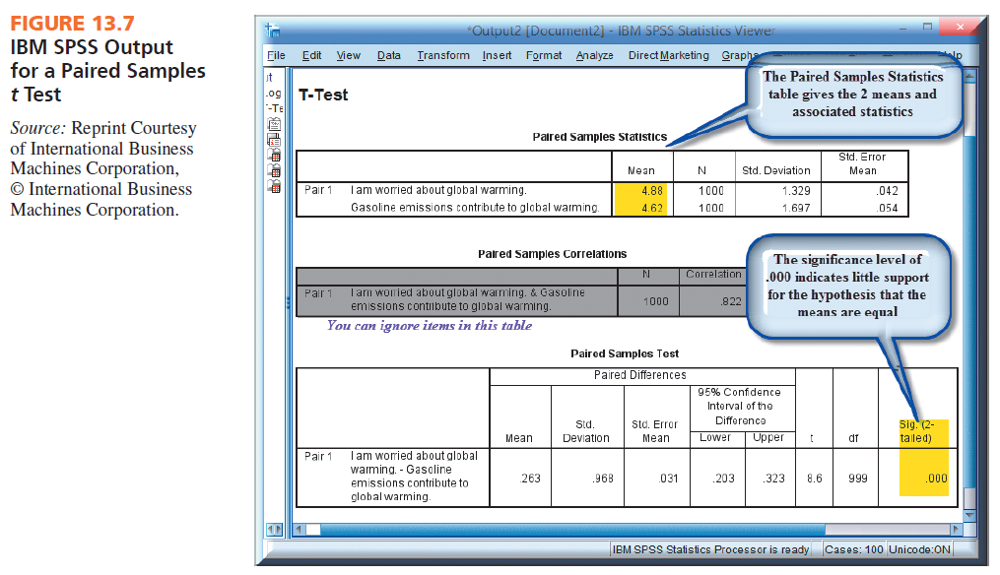 FIGURE 13.7
IBM SPSS Output
for a Paired Samples
t Test
Source: Reprint Courtesy
of International Business
Machines Corporation,
© International Business
Machines Corporation.
*Output2 [Document2] - IBM SPSS Statistics Viewer
File Edit View Data Transform Insert Format Analyze Direct Marketing Graphs
T-Test
The Paired Samples Statistics
table gives the 2 means and
associated statistics
Paired Samples Statistics
Mean N Std. Deviation Std. Error Mean
Pair 1 I am worried about global warming. 4.88 1000 1.329 .042
Gasoline emissions contribute to global warming. 4.62 1000 1.697 .054
Paired Samples Correlations
N Correlation
Pair 1 I am worried about global warming. & Gasoline
emissions contribute to global warming. 1000 .822
You can ignore items in this table
The significance level of
.000 indicates little support
for the hypothesis that the
means are equal
Paired Samples Test
Paired Differences
95% Confidence
Interval of the
Difference
Mean Std. Deviation Std. Error Mean Lower Upper t df Sig. (2-tailed)
Pair 1 I am worried about global
warming. - Gasoline
emissions contribute to
global warming. .263 .968 .031 .203 .323 8.6 999 .000
IBM SPSS Statistics Processor is ready Cases: 100 Unicode:ON